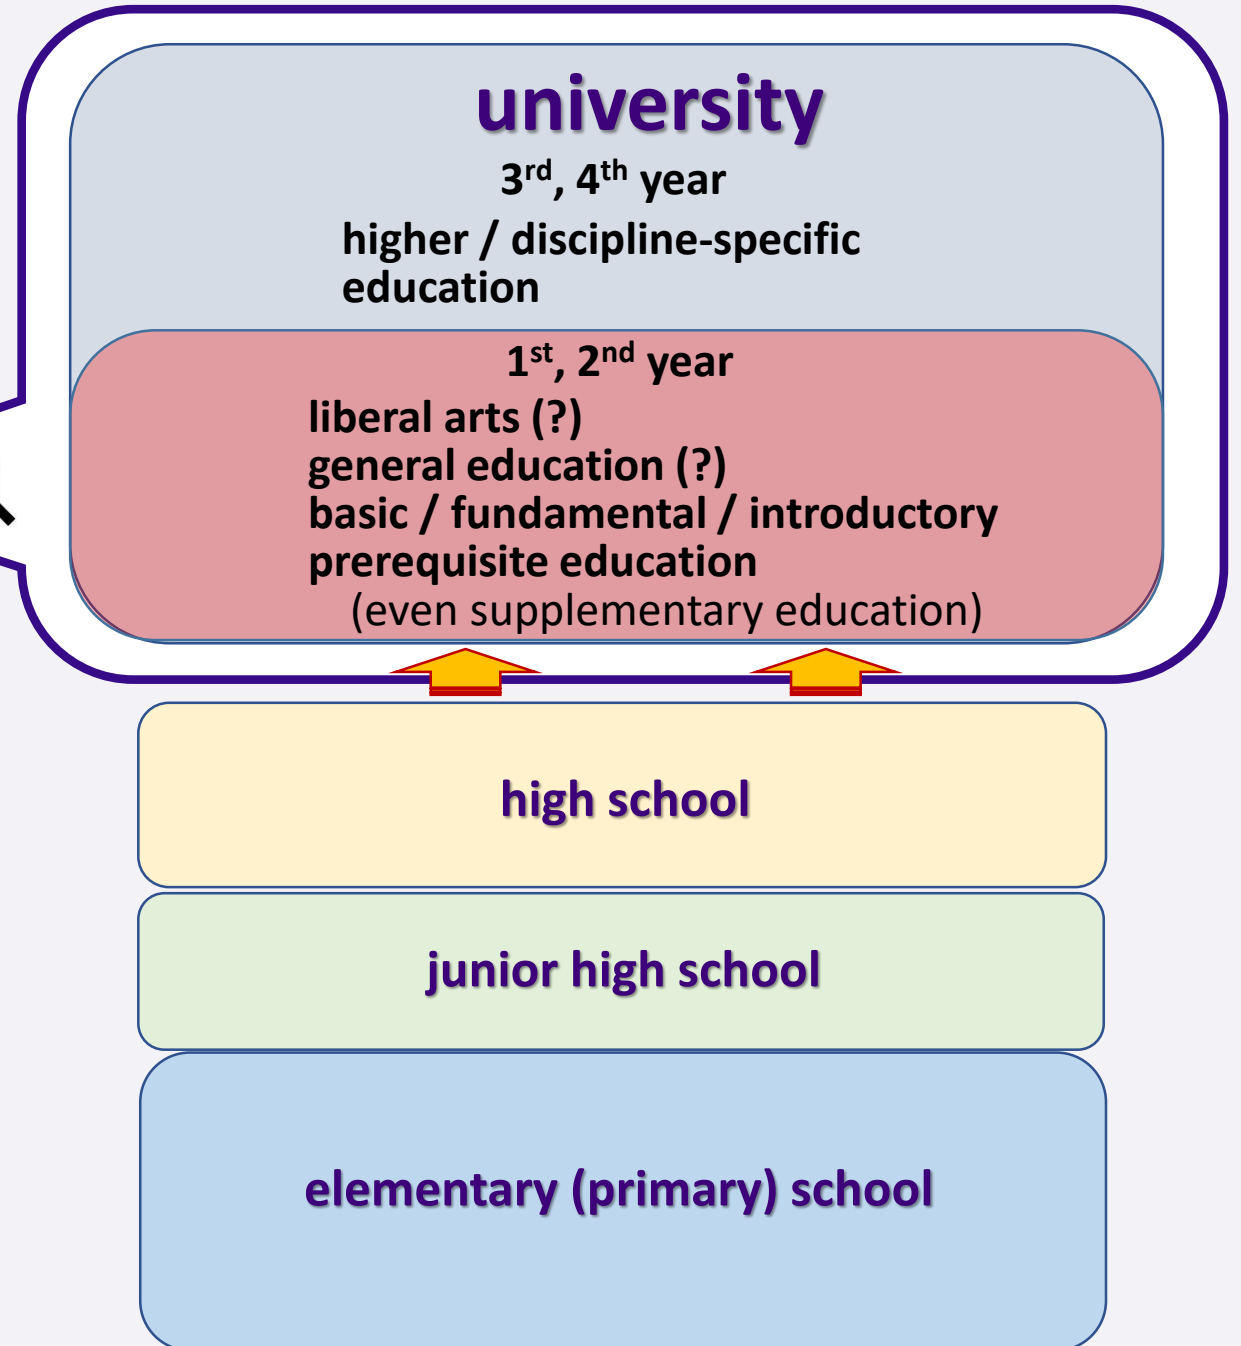 university
3rd, 4th year
higher / discipline-specific
education
1st, 2nd year
liberal arts (?)
general education (?)
basic / fundamental / introductory
prerequisite education
(even supplementary education)
high school
junior high school
elementary (primary) school